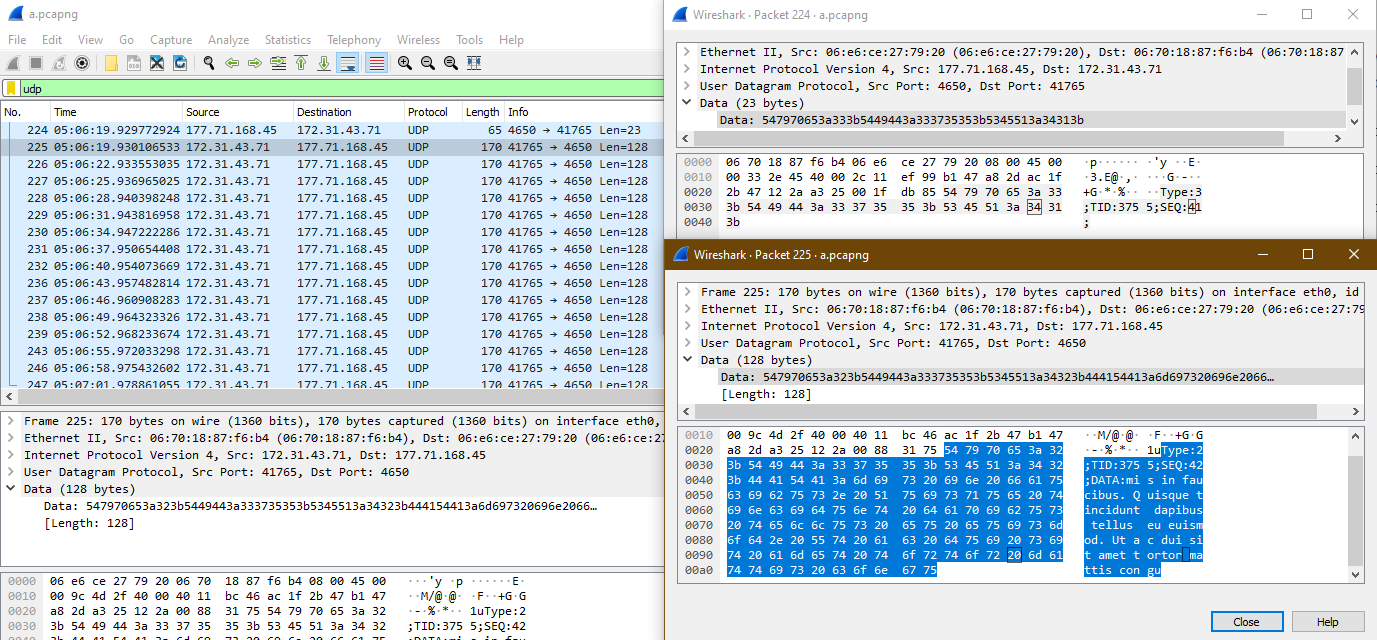 a.pcapng
File Edit View Go Capture Analyze Statistics Telephony Wireless Tools Help
udp
No. Time Source Destination Protocol Length Info
224 05:06:19.929772924 177.71.168.45 172.31.43.71 UDP 65 4650 → 41765 Len=23
225 05:06:19.930106533 172.31.43.71 177.71.168.45 UDP 170 41765 → 4650 Len=128
226 05:06:22.933553035 172.31.43.71 177.71.168.45 UDP 170 41765 → 4650 Len=128
227 05:06:25.936965025 172.31.43.71 177.71.168.45 UDP 170 41765 → 4650 Len=128
228 05:06:28.940398248 172.31.43.71 177.71.168.45 UDP 170 41765 → 4650 Len=128
229 05:06:31.943816958 172.31.43.71 177.71.168.45 UDP 170 41765 → 4650 Len=128
230 05:06:34.947222286 172.31.43.71 177.71.168.45 UDP 170 41765 → 4650 Len=128
231 05:06:37.950654408 172.31.43.71 177.71.168.45 UDP 170 41765 → 4650 Len=128
232 05:06:40.954073669 172.31.43.71 177.71.168.45 UDP 170 41765 → 4650 Len=128
236 05:06:43.957482814 172.31.43.71 177.71.168.45 UDP 170 41765 → 4650 Len=128
237 05:06:46.960908283 172.31.43.71 177.71.168.45 UDP 170 41765 → 4650 Len=128
238 05:06:49.964323326 172.31.43.71 177.71.168.45 UDP 170 41765 → 4650 Len=128
239 05:06:52.968233674 172.31.43.71 177.71.168.45 UDP 170 41765 → 4650 Len=128
243 05:06:55.972033298 172.31.43.71 177.71.168.45 UDP 170 41765 → 4650 Len=128
246 05:06:58.975432602 172.31.43.71 177.71.168.45 UDP 170 41765 → 4650 Len=128
247 05:07:01.978861055 172.31.43.71 177.71.168.45 UDP 170 41765 → 4650 Len=128
Frame 225: 170 bytes on wire (1360 bits), 170 bytes captured (1360 bits) on interface eth0,
Ethernet II, Src: 06:70:18:87:f6:b4 (06:70:18:87:f6:b4), Dst: 06:e6:ce:27:79:20 (06:e6:ce:27
Internet Protocol Version 4, Src: 172.31.43.71, Dst: 177.71.168.45
User Datagram Protocol, Src Port: 41765, Dst Port: 4650
Data (128 bytes)
Data: 547970653a323b5449443a333735353b5345513a34323b444154413a6d697320696e2066…
[Length: 128]
0000 06 e6 ce 27 79 20 06 70 18 87 f6 b4 08 00 45 00 ···'y ·p ······E·
0010 00 9c 4d 2f 40 00 40 11 bc 46 ac 1f 2b 47 b1 47 ··M/@·@· ·F··+G·G
0020 a8 2d a3 25 12 2a 00 88 31 75 54 79 70 65 3a 32 ·-·%·*·· 1uType:2
0030 3b 54 49 44 3a 33 37 35 35 3b 53 45 51 3a 34 32 ;TID:375 5;SEQ:42
0040 3b 44 41 54 41 3a 6d 69 73 20 69 6e 20 66 61 75 ;DATA:mi s in fau
Wireshark · Packet 224 · a.pcapng
Ethernet II, Src: 06:e6:ce:27:79:20 (06:e6:ce:27:79:20), Dst: 06:70:18:87:f6:b4 (06:70:18:87
Internet Protocol Version 4, Src: 177.71.168.45, Dst: 172.31.43.71
User Datagram Protocol, Src Port: 4650, Dst Port: 41765
Data (23 bytes)
Data: 547970653a333b5449443a333735353b5345513a34313b
0000 06 70 18 87 f6 b4 06 e6 ce 27 79 20 08 00 45 00 ·p······ ·'y ··E·
0010 00 33 2e 45 40 00 2c 11 ef 99 b1 47 a8 2d ac 1f ·3.E@·,· ···G·-··
0020 2b 47 12 2a a3 25 00 1f db 85 54 79 70 65 3a 33 +G·*·%·· ··Type:3
0030 3b 54 49 44 3a 33 37 35 35 3b 53 45 51 3a 34 31 ;TID:375 5;SEQ:41
0040 3b ;
Wireshark · Packet 225 · a.pcapng
Frame 225: 170 bytes on wire (1360 bits), 170 bytes captured (1360 bits) on interface eth0, id
Ethernet II, Src: 06:70:18:87:f6:b4 (06:70:18:87:f6:b4), Dst: 06:e6:ce:27:79:20 (06:e6:ce:27:79
Internet Protocol Version 4, Src: 172.31.43.71, Dst: 177.71.168.45
User Datagram Protocol, Src Port: 41765, Dst Port: 4650
Data (128 bytes)
Data: 547970653a323b5449443a333735353b5345513a34323b444154413a6d697320696e2066…
[Length: 128]
0010 00 9c 4d 2f 40 00 40 11 bc 46 ac 1f 2b 47 b1 47 ··M/@·@· ·F··+G·G
0020 a8 2d a3 25 12 2a 00 88 31 75 54 79 70 65 3a 32 ·-·%·*·· 1uType:2
0030 3b 54 49 44 3a 33 37 35 35 3b 53 45 51 3a 34 32 ;TID:375 5;SEQ:42
0040 3b 44 41 54 41 3a 6d 69 73 20 69 6e 20 66 61 75 ;DATA:mi s in fau
0050 63 69 62 75 73 2e 20 51 75 69 73 71 75 65 20 74 cibus. Q uisque t
0060 69 6e 63 69 64 75 6e 74 20 64 61 70 69 62 75 73 incidunt dapibus
0070 20 74 65 6c 6c 75 73 20 65 75 20 65 75 69 73 6d tellus eu euism
0080 6f 64 2e 20 55 74 20 61 63 20 64 75 69 20 73 69 od. Ut a c dui si
0090 74 20 61 6d 65 74 20 74 6f 72 74 6f 72 20 6d 61 t amet t ortor ma
00a0 74 74 69 73 20 63 6f 6e 67 75 ttis con gu
Close Help